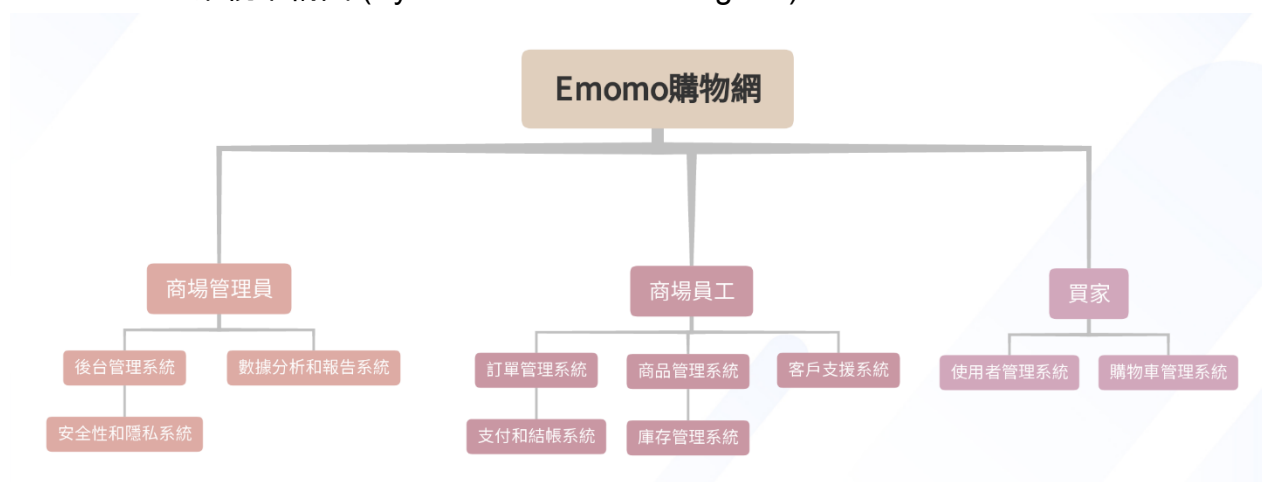 Emomo購物網
商場管理員
商場員工
買家
後台管理系統
數據分析和報告系統
訂單管理系統
商品管理系統
客戶支援系統
使用者管理系統
購物車管理系統
安全性和隱私系統
支付和結帳系統
庫存管理系統